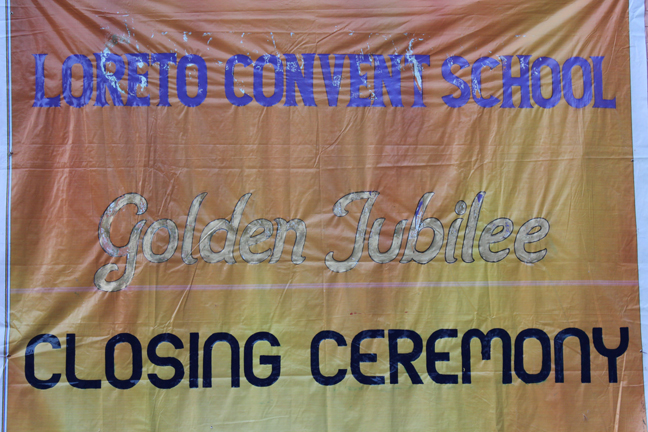 LORETO CONVENT SCHOOL
Golden Jubilee
CLOSING CEREMONY